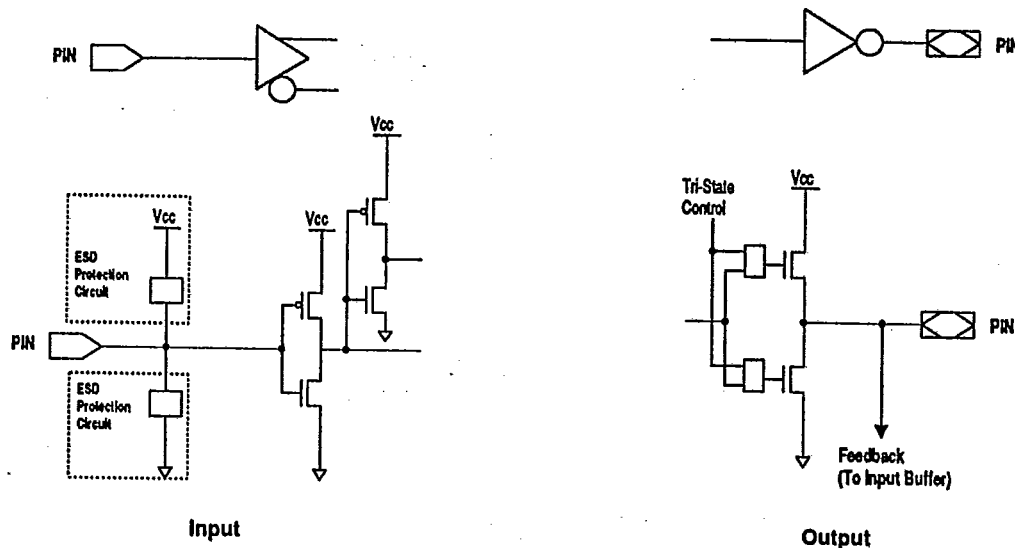 PIN
PIN
Vcc
Vcc
ESD
Protection
Circuit
Vcc
PIN
ESD
Protection
Circuit
Tri-State
Control
Vcc
PIN
Feedback
(To Input Buffer)
Input
Output